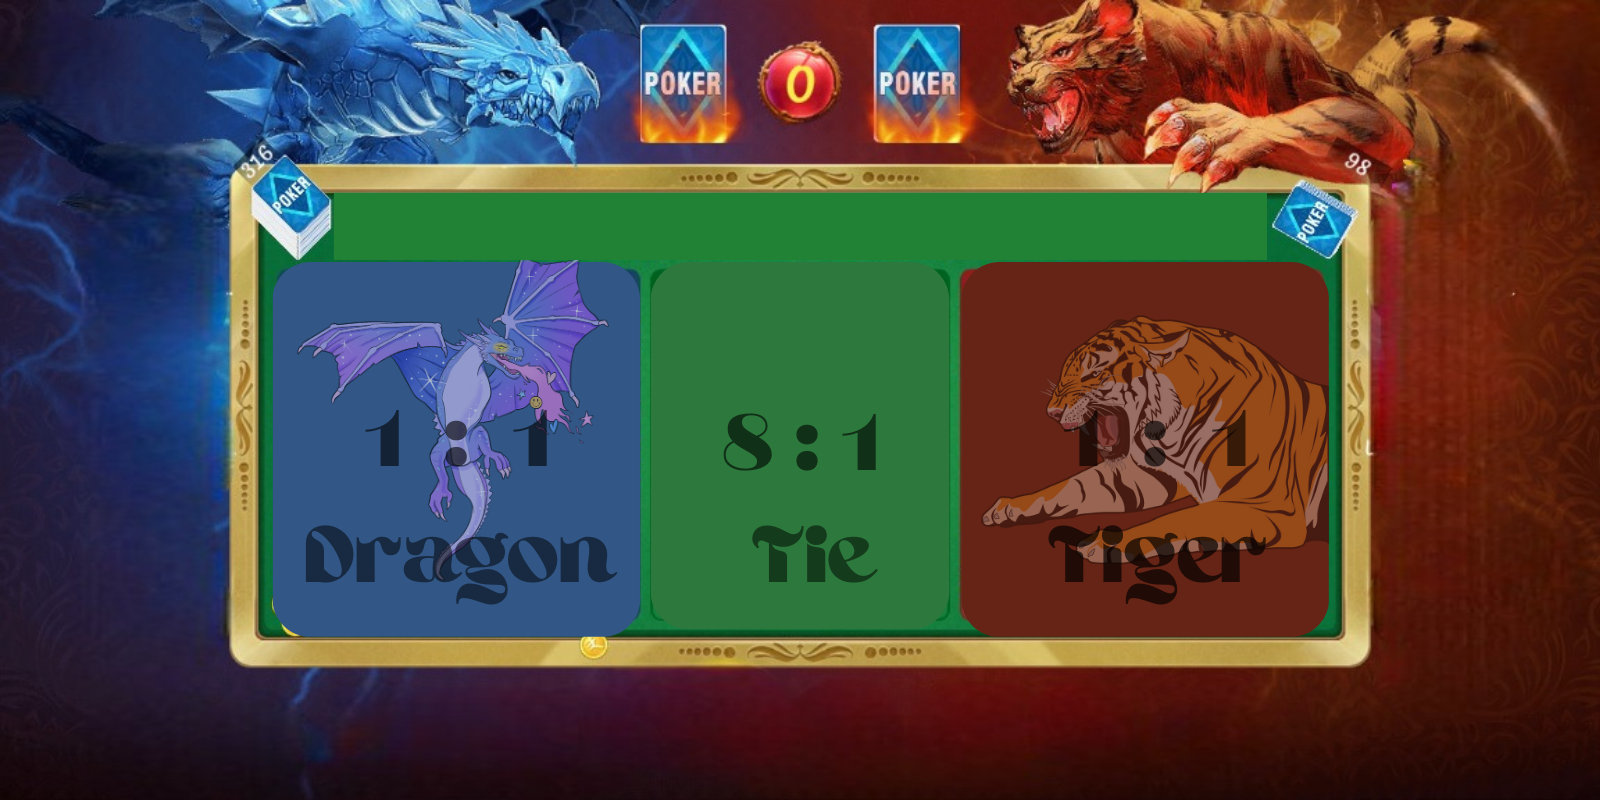 POKER
0
POKER
316
98
POKER
POKER
1 : 1
8 : 1
1 : 1
Dragon
Tie
Tiger